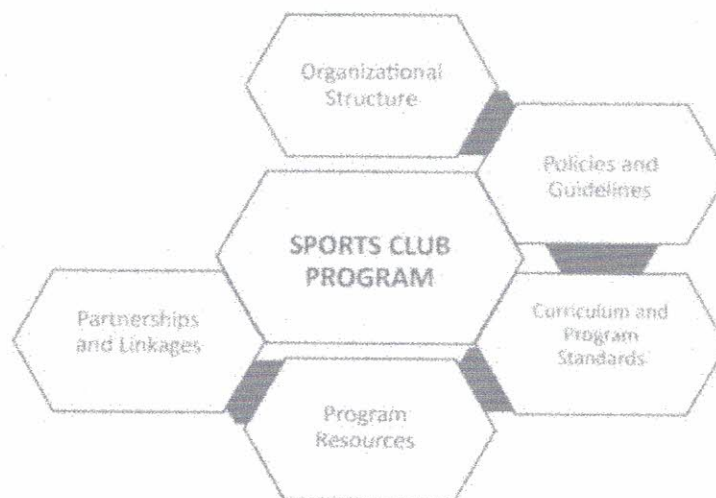 Organizational
Structure
Policies and
Guidelines
SPORTS CLUB
PROGRAM
Partnerships
and Linkages
Curriculum and
Program
Standards
Program
Resources